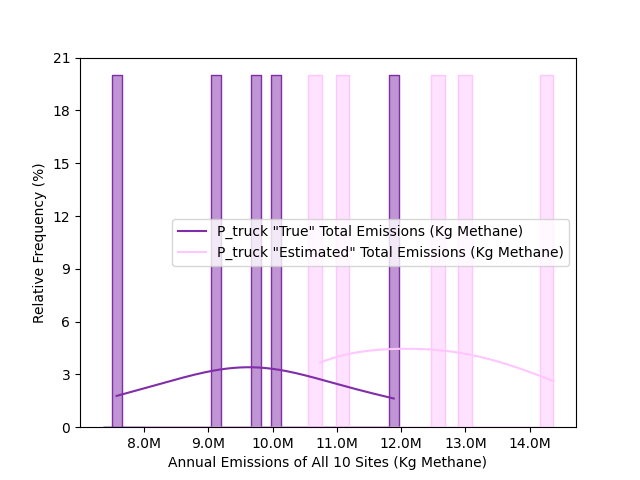 21
18
15
12
9
6
3
0
Relative Frequency (%)
P_truck "True" Total Emissions (Kg Methane)
P_truck "Estimated" Total Emissions (Kg Methane)
8.0M 9.0M 10.0M 11.0M 12.0M 13.0M 14.0M
Annual Emissions of All 10 Sites (Kg Methane)